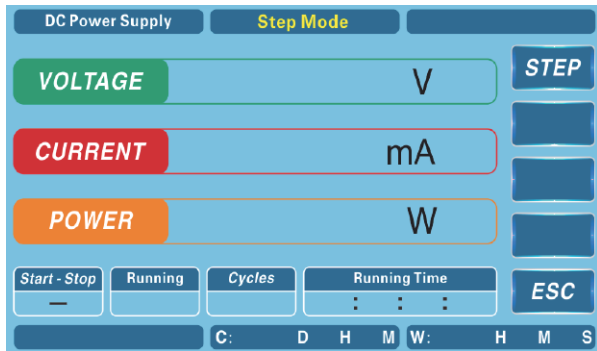 DC Power Supply Step Mode
STEP
VOLTAGE V
CURRENT mA
POWER W
Start - Stop Running Cycles Running Time
— : : :
ESC
C: D H M W: H M S